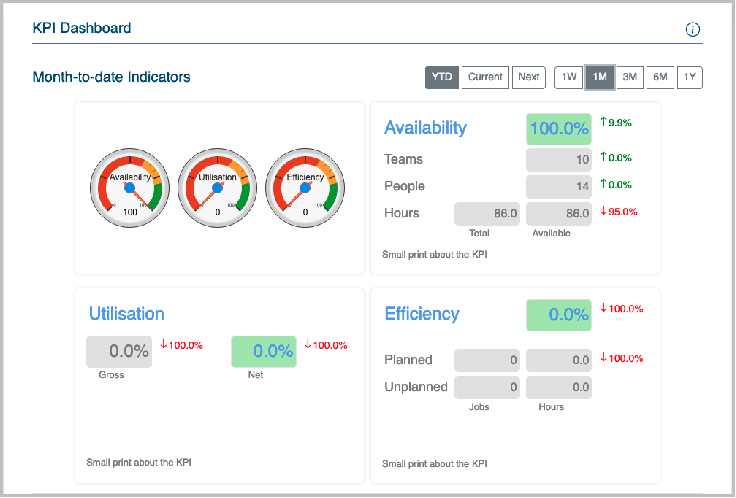 KPI Dashboard
Month-to-date Indicators
YTD Current Next 1W 1M 3M 6M 1Y
Availability
100
Utilisation
0
Efficiency
0
Availability 100.0% ↑9.9%
Teams 10 ↑0.0%
People 14 ↑0.0%
Hours 86.0 86.0 ↓95.0%
Total Available
Small print about the KPI
Utilisation
0.0% ↓100.0% 0.0% ↓100.0%
Gross Net
Small print about the KPI
Efficiency 0.0% ↓100.0%
Planned 0 0.0 ↓100.0%
Unplanned 0 0.0
Jobs Hours
Small print about the KPI